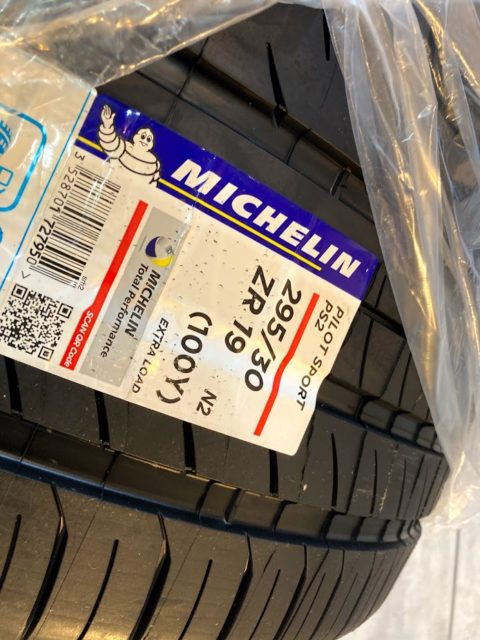 MICHELIN
PILOT SPORT
PS2
295/30
ZR 19
(100Y)
N2
EXTRA LOAD
MICHELIN
Total Performance
SCAN QR Code
3 528701 727950 >